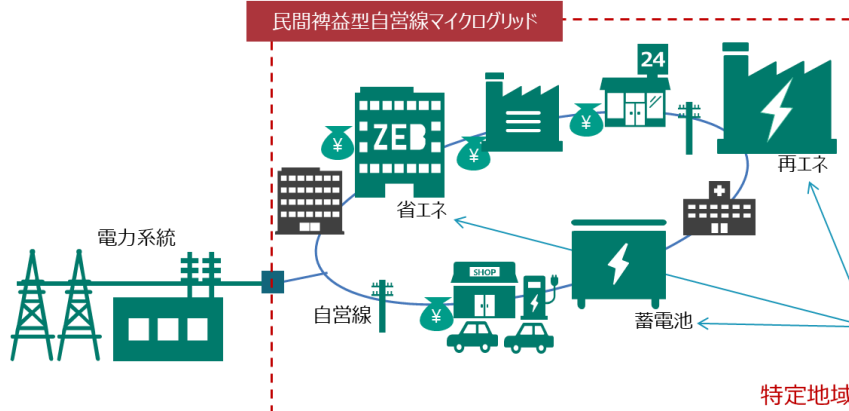 民間裨益型自営線マイクログリッド
24
¥
ZEB
¥
¥
再エネ
省エネ
電力系統
SHOP
自営線
¥
蓄電池
特定地域